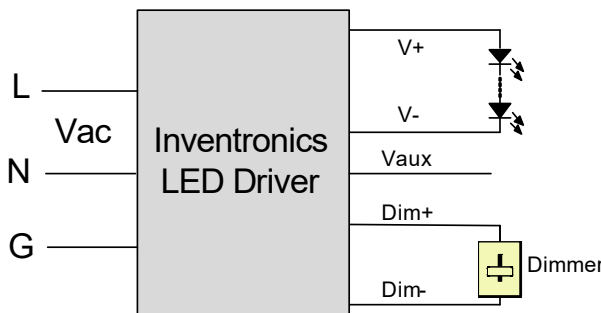 L
Vac
N
G
Inventronics
LED Driver
V+
V-
Vaux
Dim+
Dim-
Dimmer